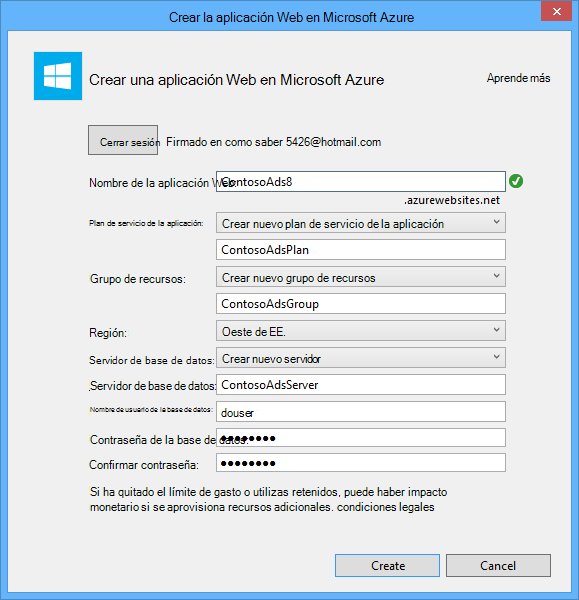 Crear la aplicación Web en Microsoft Azure
Crear una aplicación Web en Microsoft Azure
Aprende más
Cerrar sesión Firmado en como saber 5426@hotmail.com
Nombre de la aplicación Web: ContosoAds8
.azurewebsites.net
Plan de servicio de la aplicación: Crear nuevo plan de servicio de la aplicación
ContosoAdsPlan
Grupo de recursos: Crear nuevo grupo de recursos
ContosoAdsGroup
Región: Oeste de EE.
Servidor de base de datos: Crear nuevo servidor
Servidor de base de datos: ContosoAdsServer
Nombre de usuario de la base de datos: douser
Contraseña de la base de datos: ●●●●●●●●
Confirmar contraseña: ●●●●●●●●
Si ha quitado el límite de gasto o utilizas retenidos, puede haber impacto
monetario si se aprovisiona recursos adicionales. condiciones legales
Create Cancel